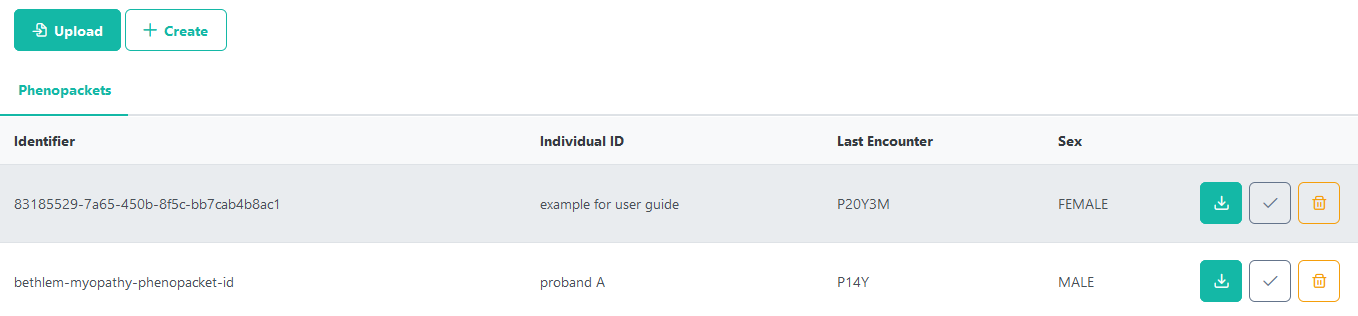 Upload Create
Phenopackets
Identifier Individual ID Last Encounter Sex
83185529-7a65-450b-8f5c-bb7cab4b8ac1 example for user guide P20Y3M FEMALE
bethlem-myopathy-phenopacket-id proband A P14Y MALE